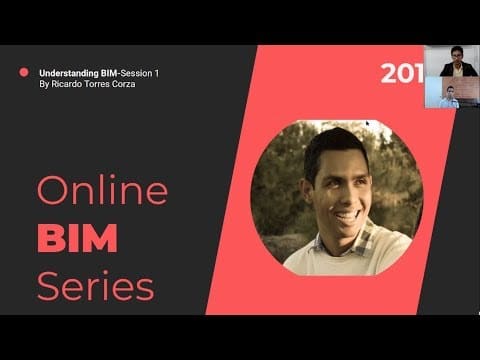 Understanding BIM-Session 1
By Ricardo Torres Corza
201
Online
BIM
Series